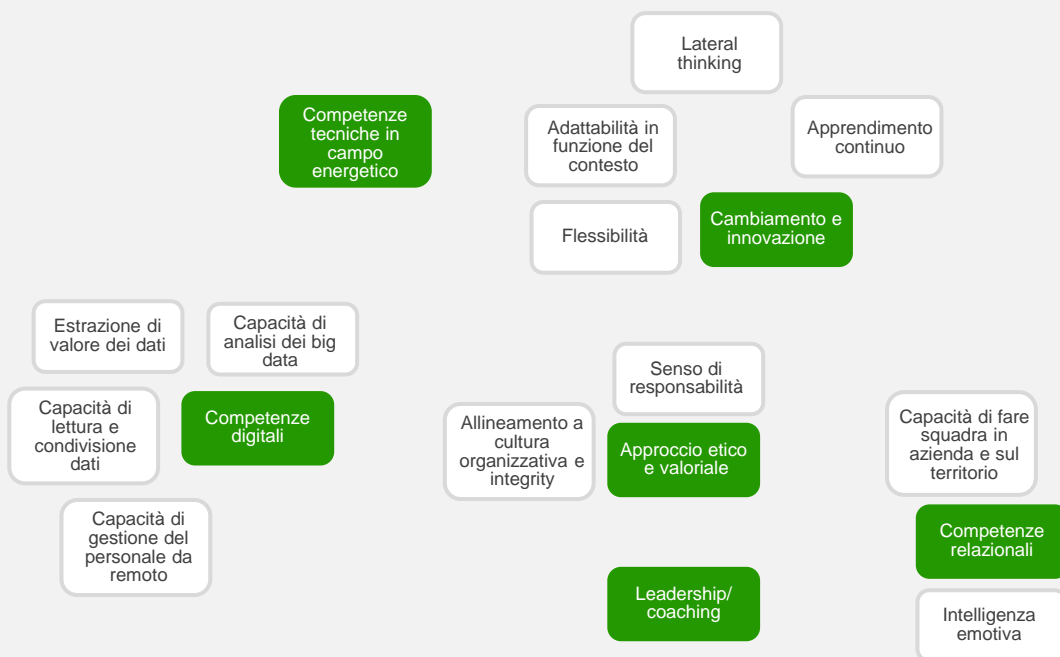 Lateral
thinking
Competenze
tecniche in
campo
energetico
Adattabilità in
funzione del
contesto
Apprendimento
continuo
Flessibilità
Cambiamento e
innovazione
Estrazione di
valore dei dati
Capacità di
analisi dei big
data
Capacità di
lettura e
condivisione
dati
Competenze
digitali
Capacità di
gestione del
personale da
remoto
Senso di
responsabilità
Allineamento a
cultura
organizzativa e
integrity
Approccio etico
e valoriale
Leadership/
coaching
Capacità di fare
squadra in
azienda e sul
territorio
Competenze
relazionali
Intelligenza
emotiva